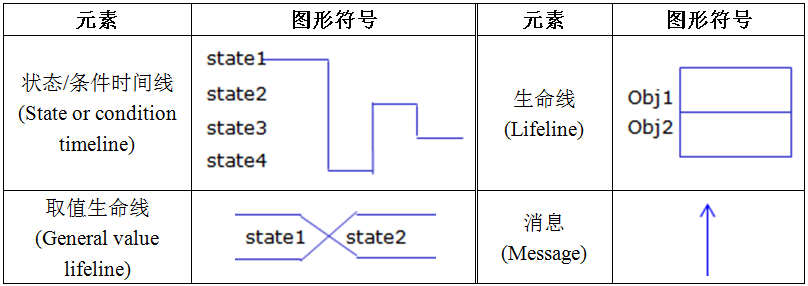 元素 图形符号 元素 图形符号
状态/条件时间线
(State or condition
timeline)
state1
state2
state3
state4
生命线
(Lifeline)
Obj1
Obj2
取值生命线
(General value
lifeline)
state1 state2
消息
(Message)